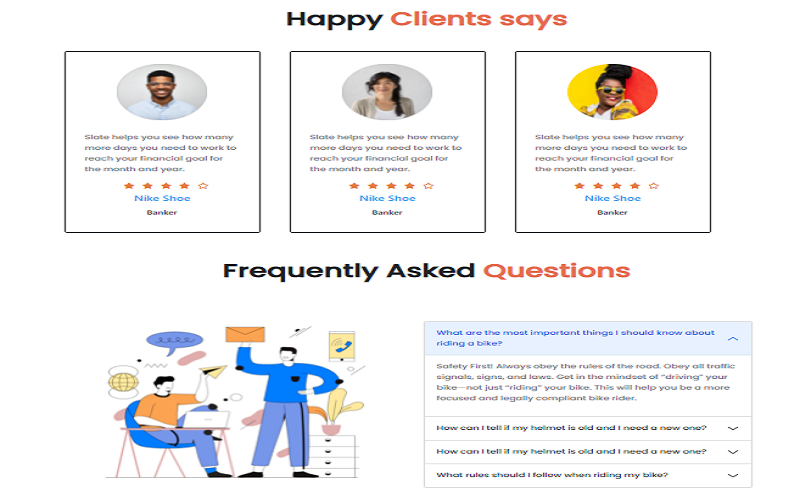 Happy Clients says
Slate helps you see how many
more days you need to work to
reach your financial goal for
the month and year.
Nike Shoe
Banker
Slate helps you see how many
more days you need to work to
reach your financial goal for
the month and year.
Nike Shoe
Banker
Slate helps you see how many
more days you need to work to
reach your financial goal for
the month and year.
Nike Shoe
Banker
Frequently Asked Questions
What are the most important things I should know about
riding a bike?
Safety First! Always obey the rules of the road. Obey all traffic
signals, signs, and laws. Get in the mindset of “driving” your
bike—not just “riding” your bike. This will help you be a more
focused and legally compliant bike rider.
How can I tell if my helmet is old and I need a new one?
How can I tell if my helmet is old and I need a new one?
What rules should I follow when riding my bike?